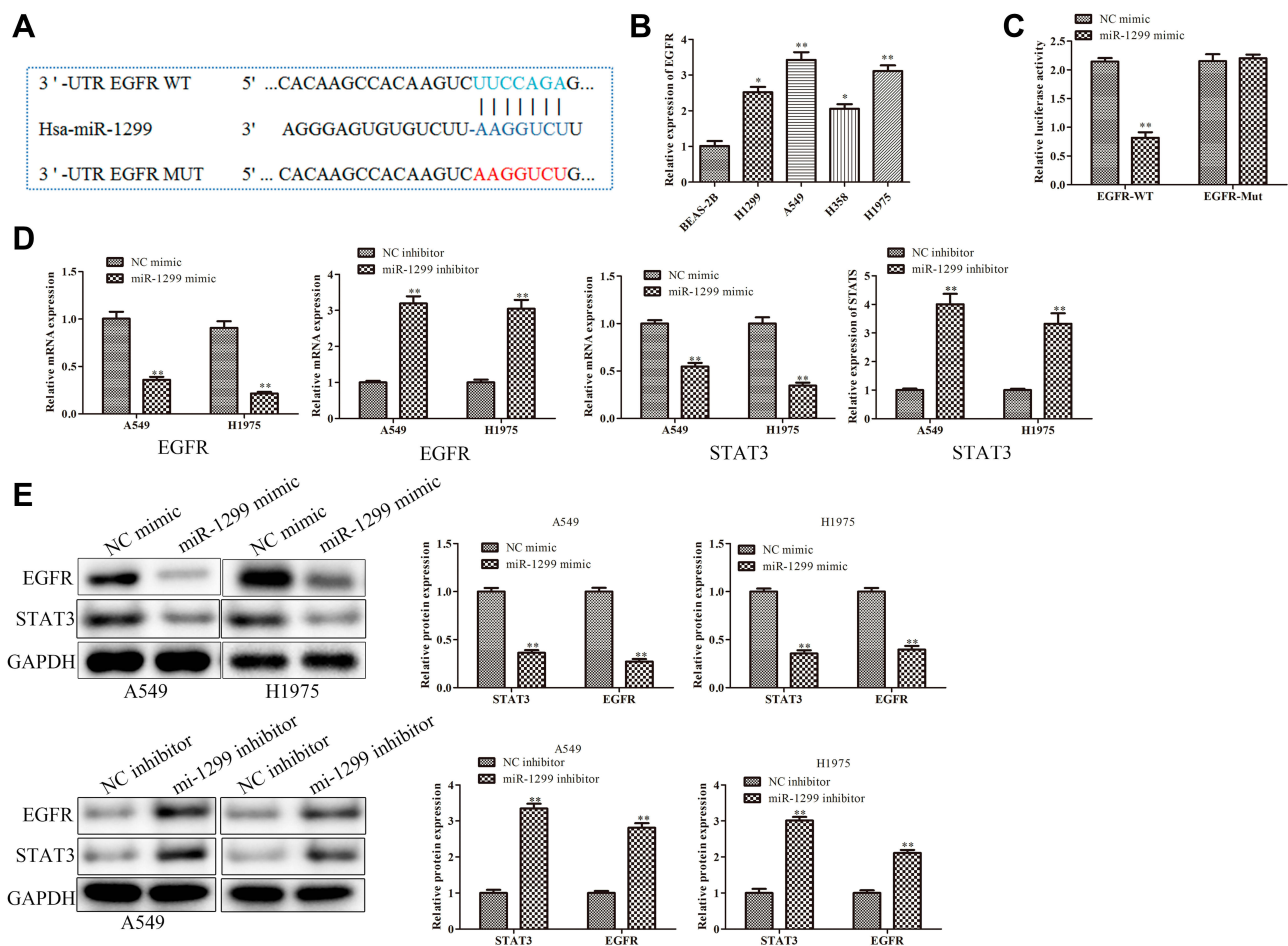 A
3 ' -UTR EGFR WT 5' ...CACAAGCCACAAGUCUUCCAGAG...
Hsa-miR-1299 3' AGGGAGUGUGUCUU-AAGGUCUU
3 ' -UTR EGFR MUT 5' ... CACAAGCCACAAGUCAAGGUCUG...
B
Relative expression of EGFR
4
3
2
1
0
*
**
*
**
BEAS-2B
H1299
A549
H358
H1975
C
NC mimic
miR-1299 mimic
Relative luciferase activity
2.5
2.0
1.5
1.0
0.5
0.0
**
EGFR-WT
EGFR-Mut
D
NC mimic
miR-1299 mimic
Relative mRNA expression
1.5
1.0
0.5
0.0
**
**
A549
H1975
EGFR
NC inhibitor
miR-1299 inhibitor
Relative mRNA expression
4
3
2
1
0
**
**
A549
H1975
EGFR
NC mimic
miR-1299 mimic
Relative mRNA expression
1.5
1.0
0.5
0.0
**
**
A549
H1975
STAT3
NC inhibitor
miR-1299 inhibitor
Relative expression of STATS
5
4
3
2
1
0
**
**
A549
H1975
STAT3
E
NC mimic
miR-1299 mimic
NC mimic
miR-1299 mimic
EGFR
STAT3
GAPDH
A549
H1975
A549
NC mimic
miR-1299 mimic
Relative protein expression
1.5
1.0
0.5
0.0
**
**
STAT3
EGFR
H1975
NC mimic
miR-1299 mimic
Relative protein expression
1.5
1.0
0.5
0.0
**
**
STAT3
EGFR
NC inhibitor
mi-1299 inhibitor
NC inhibitor
mi-1299 inhibitor
EGFR
STAT3
GAPDH
A549
A549
NC inhibitor
miR-1299 inhibitor
Relative protein expression
4
3
2
1
0
**
**
STAT3
EGFR
H1975
NC inhibitor
miR-1299 inhibitor
Relative protein expression
4
3
2
1
0
**
**
STAT3
EGFR